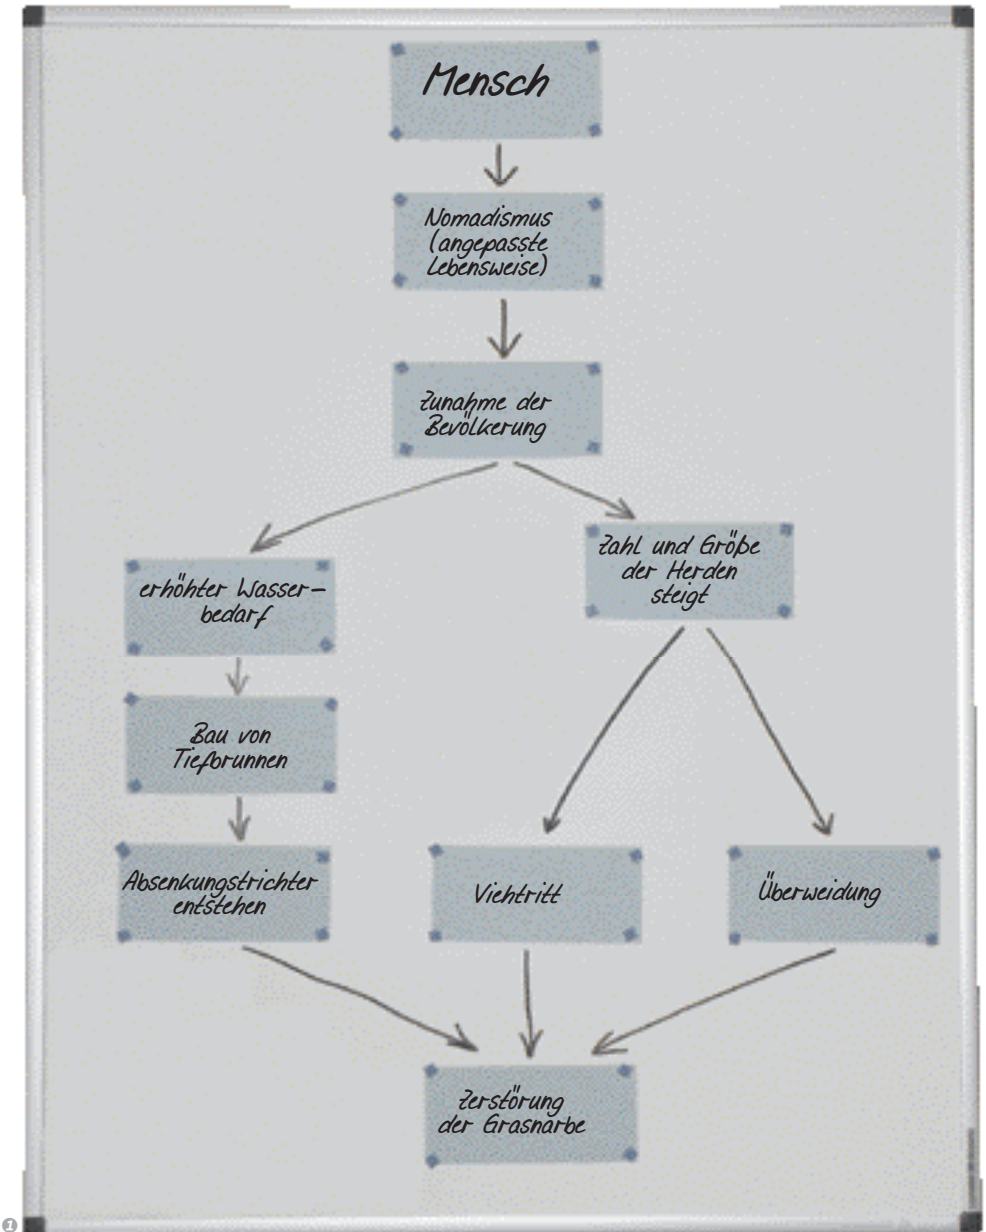 Mensch
Nomadismus
(angepasste
Lebensweise)
Zunahme der
Bevölkerung
Zahl und Größe
der Herden
steigt
erhöhter Wasser–
bedarf
Bau von
Tiefbrunnen
Absenkungstrichter
entstehen
Viehtritt
Überweidung
Zerstörung
der Grasnarbe
1